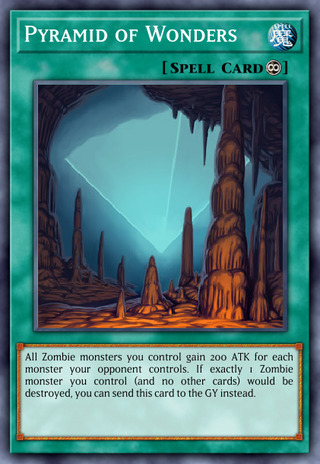 Pyramid of Wonders
[Spell Card]
All Zombie monsters you control gain 200 ATK for each
monster your opponent controls. If exactly 1 Zombie
monster you control (and no other cards) would be
destroyed, you can send this card to the GY instead.